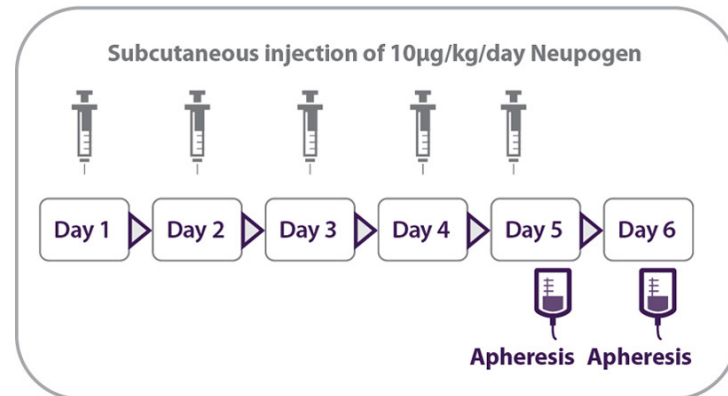 Subcutaneous injection of 10µg/kg/day Neupogen
Day 1 Day 2 Day 3 Day 4 Day 5 Day 6
Apheresis Apheresis